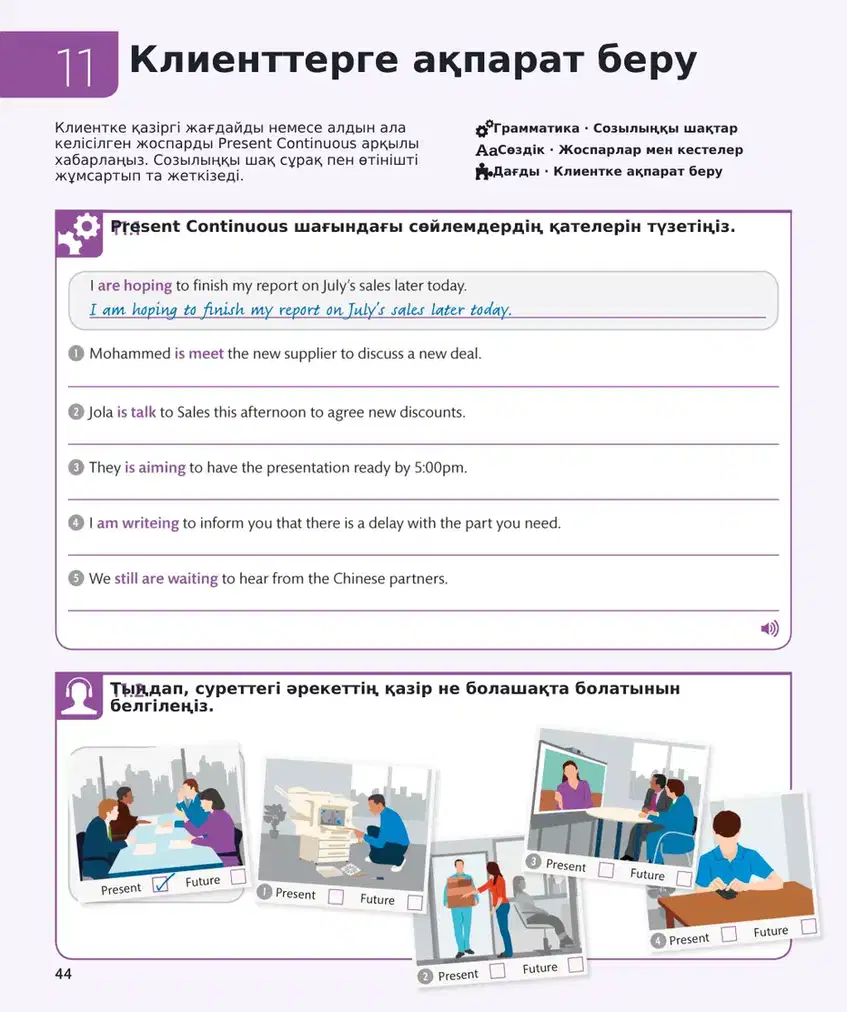 11
Клиенттерге ақпарат беру
Клиентке қазіргі жағдайды немесе алдын ала
келісілген жоспарды Present Continuous арқылы
хабарлаңыз. Созылыңқы шақ сұрақ пен өтінішті
жұмсартып та жеткізеді.
Грамматика · Созылыңқы шақтар
Aa Сөздік · Жоспарлар мен кестелер
Дағды · Клиентке ақпарат беру
11.1 Present Continuous шағындағы сөйлемдердің қателерін түзетіңіз.
I are hoping to finish my report on July's sales later today.
I am hoping to finish my report on July's sales later today.
1 Mohammed is meet the new supplier to discuss a new deal.
2 Jola is talk to Sales this afternoon to agree new discounts.
3 They is aiming to have the presentation ready by 5:00pm.
4 I am writeing to inform you that there is a delay with the part you need.
5 We still are waiting to hear from the Chinese partners.
11.2 Тыңдап, суреттегі әрекеттің қазір не болашақта болатынын
белгілеңіз.
Present Future
1 Present Future
2 Present Future
3 Present Future
4 Present Future
44